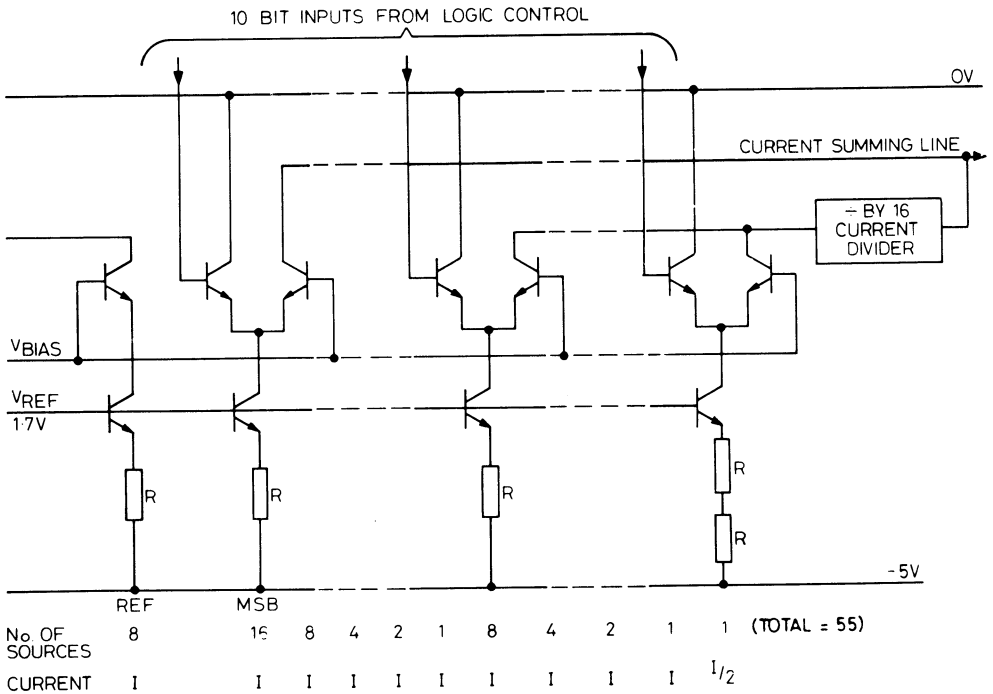 10 BIT INPUTS FROM LOGIC CONTROL
0V
CURRENT SUMMING LINE
÷ BY 16
CURRENT
DIVIDER
VBIAS
VREF
1·7V
R
R
R
R
R
-5V
REF MSB
No. OF SOURCES 8 16 8 4 2 1 8 4 2 1 1 (TOTAL = 55)
CURRENT I I I I I I I I I I I/2